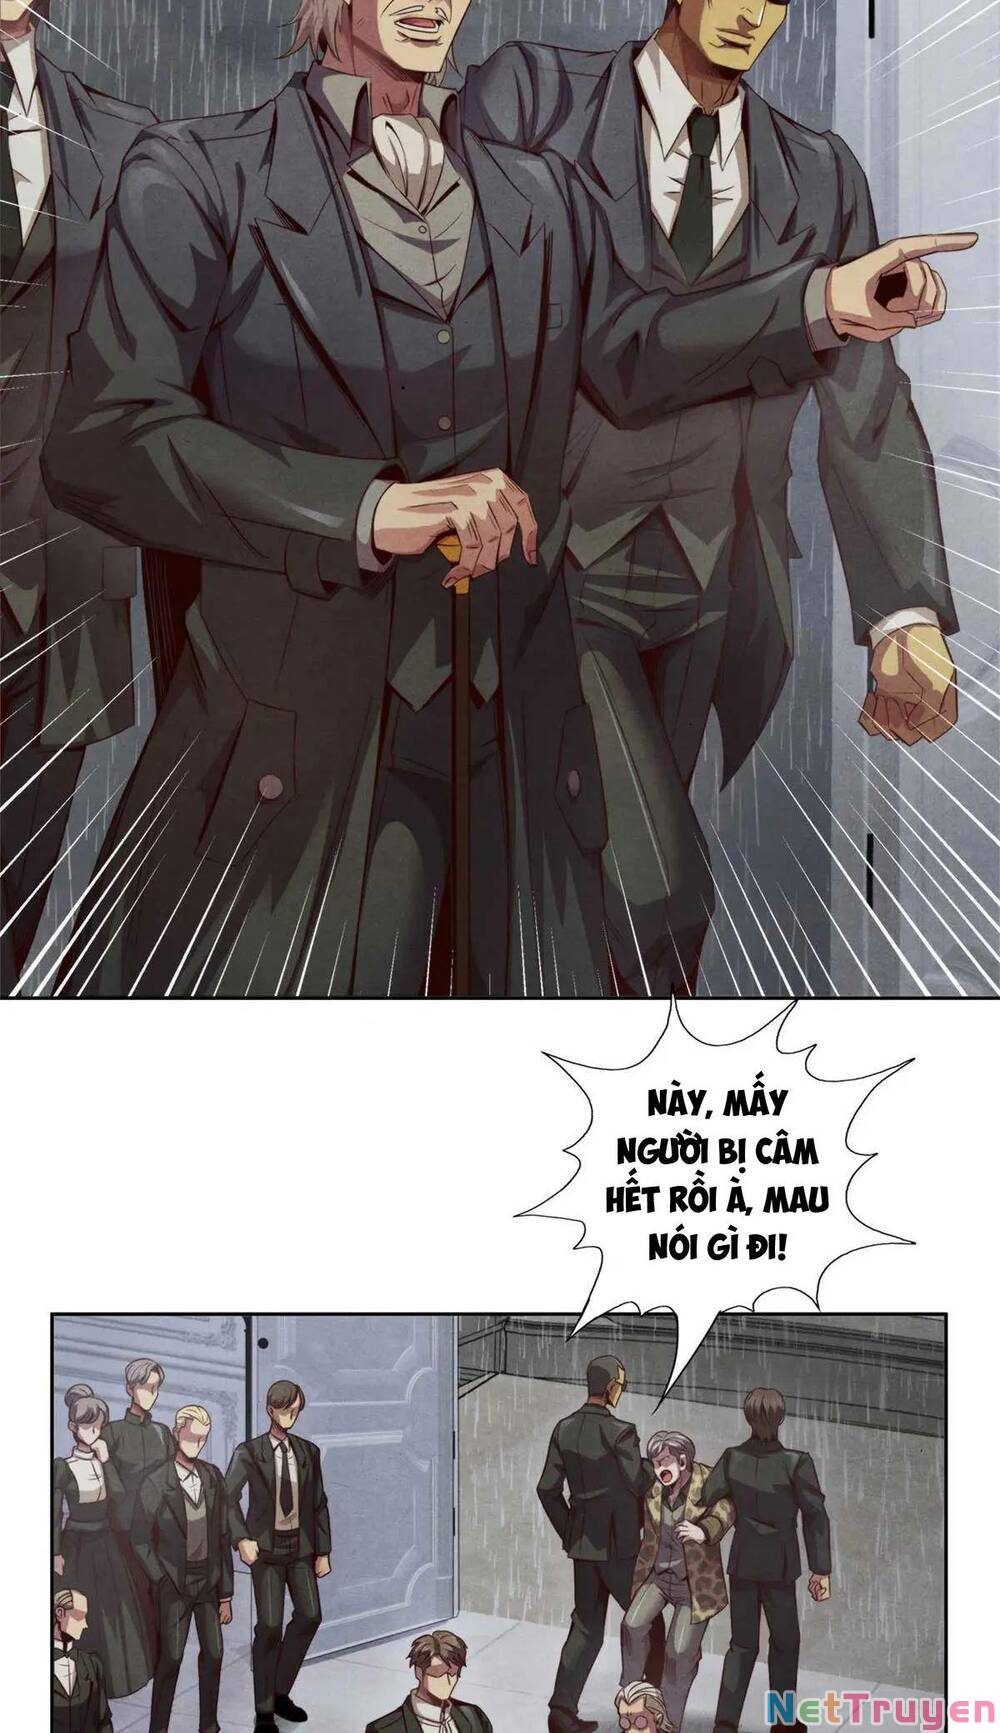 NÀY, MẤY
NGƯỜI BỊ CÂM
HẾT RỒI À, MAU
NÓI GÌ ĐI!
NetTruyen